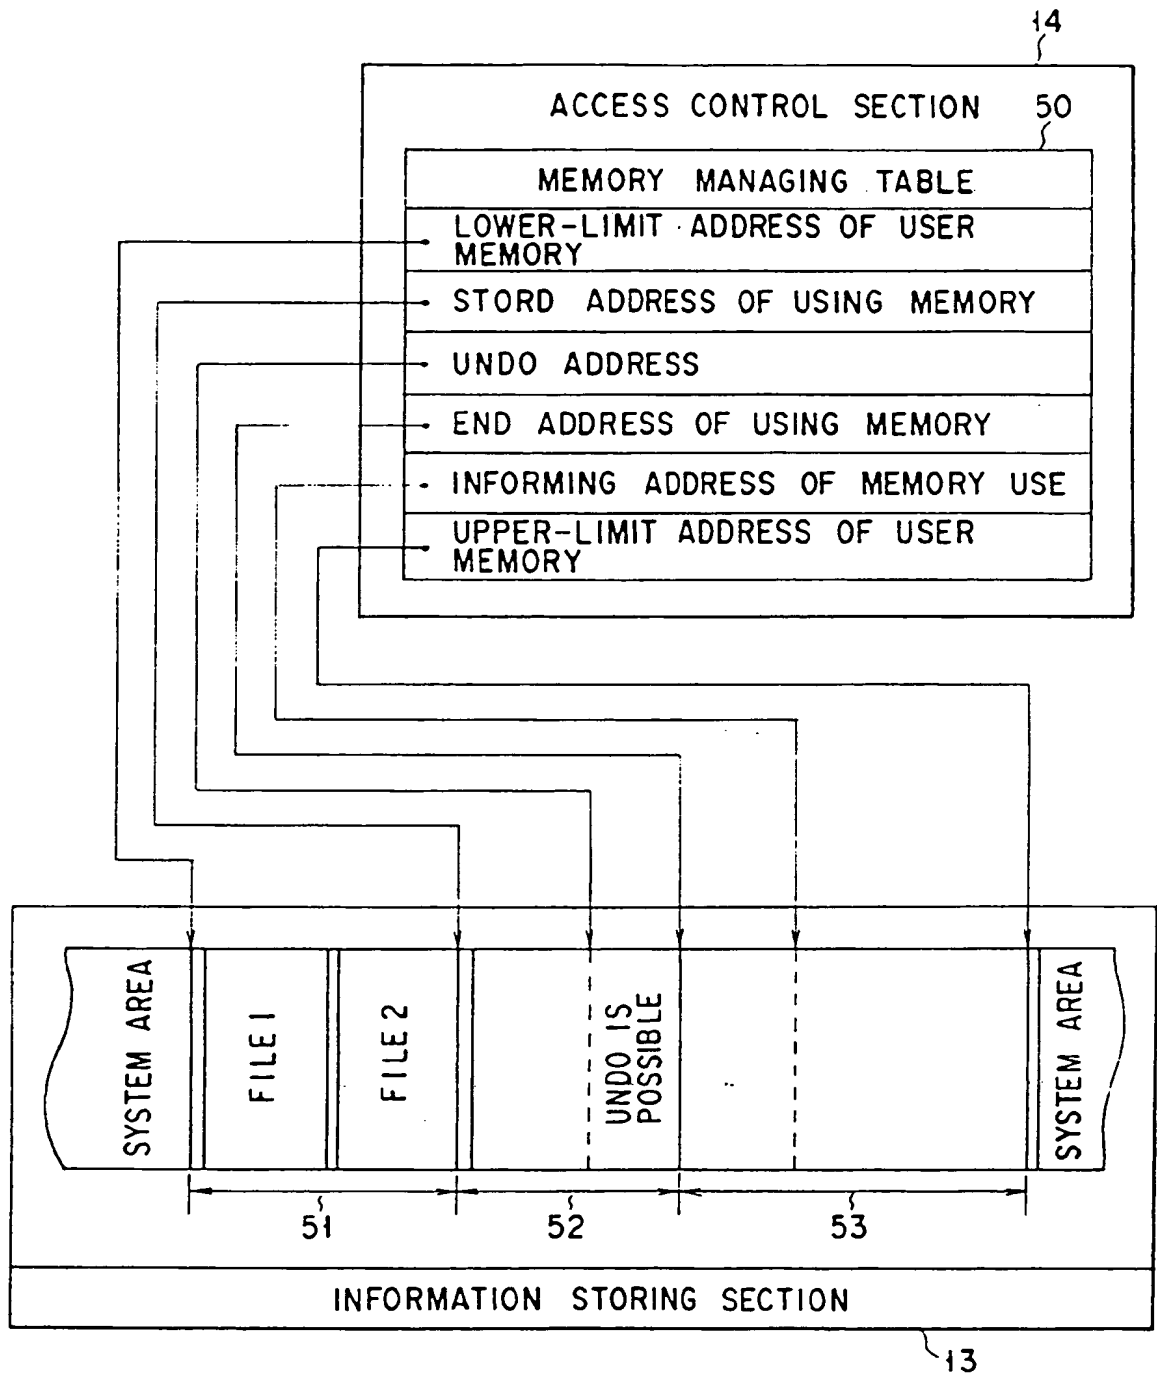 14
ACCESS CONTROL SECTION
50
MEMORY MANAGING TABLE
LOWER-LIMIT ADDRESS OF USER
MEMORY
STORD ADDRESS OF USING MEMORY
UNDO ADDRESS
END ADDRESS OF USING MEMORY
INFORMING ADDRESS OF MEMORY USE
UPPER-LIMIT ADDRESS OF USER
MEMORY
SYSTEM AREA
FILE 1
FILE 2
UNDO IS
POSSIBLE
SYSTEM AREA
51
52
53
INFORMATION STORING SECTION
13